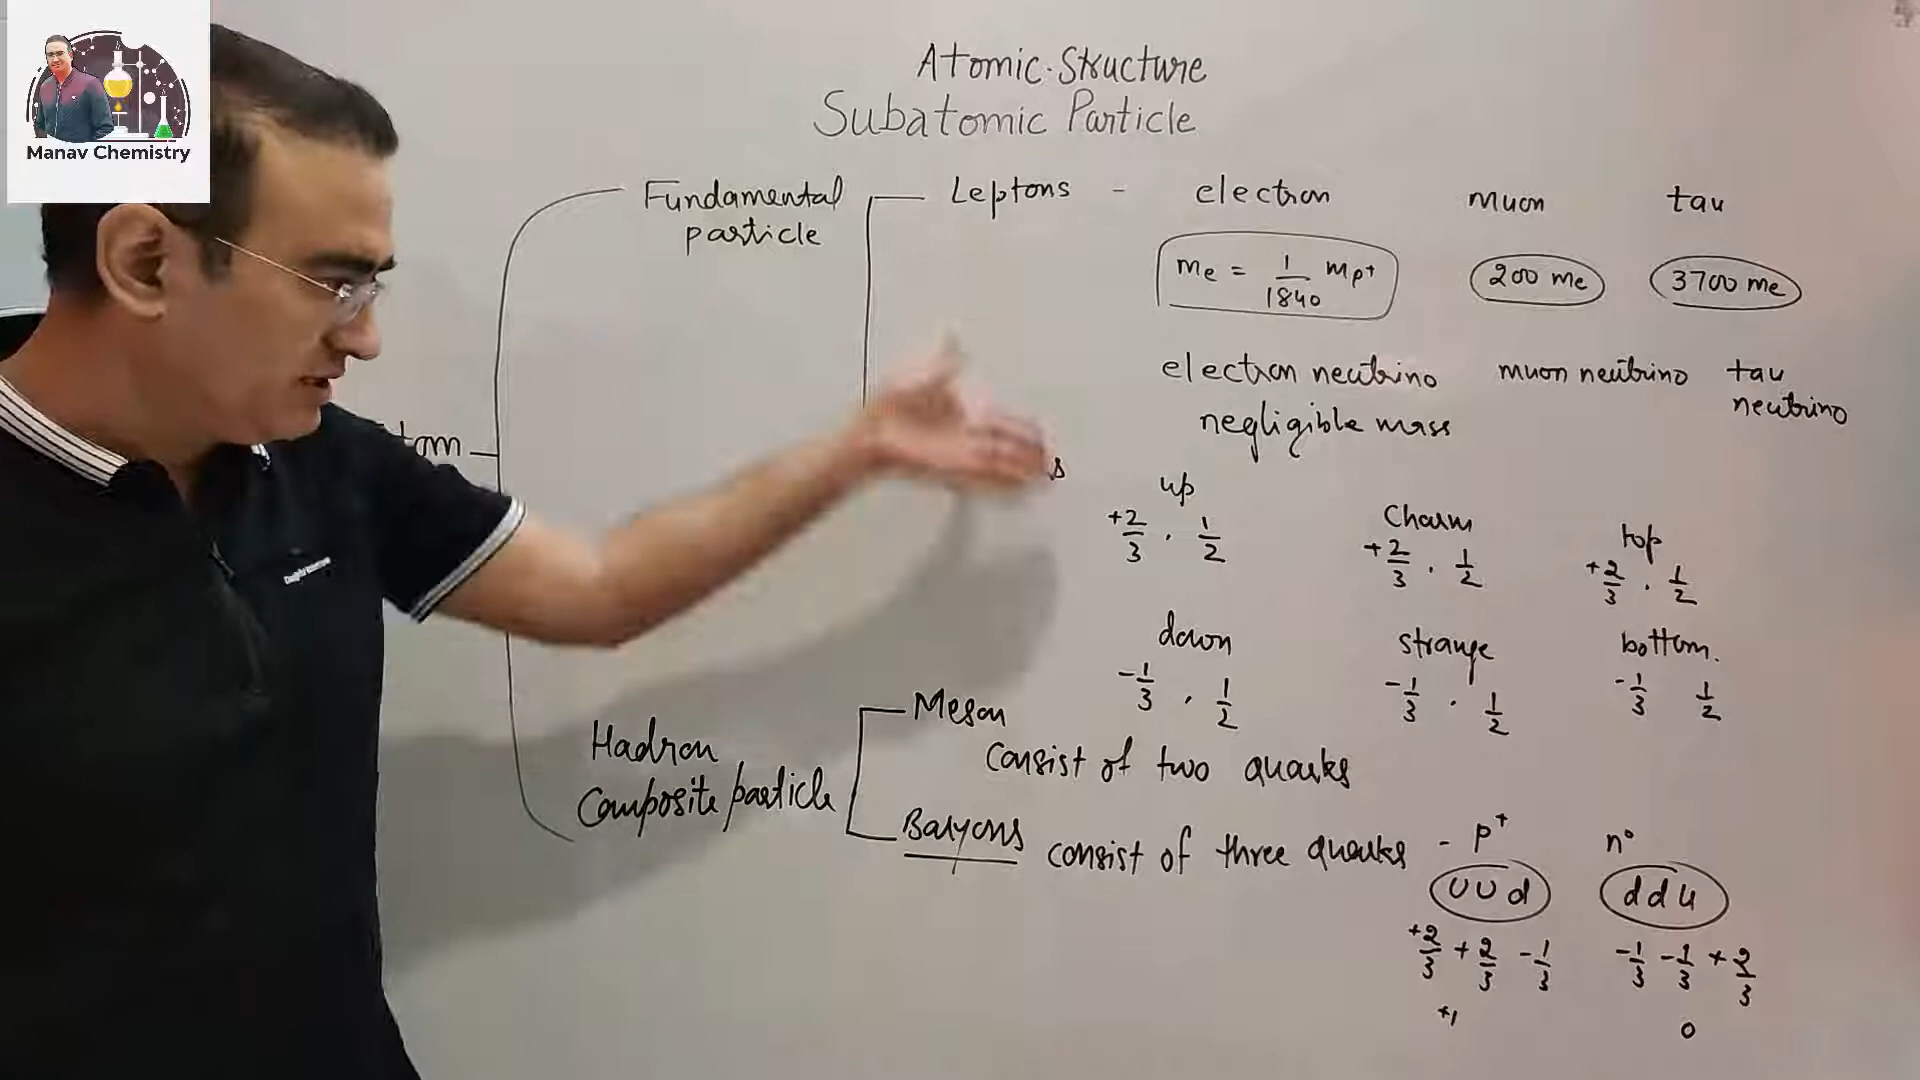 Manav Chemistry
Atomic Structure
Subatomic Particle
Fundamental particle
Leptons - electron muon tau
me = 1/1840 mp+ 200 me 3700 me
electron neutrino muon neutrino tau neutrino
negligible mass
up Charm top
+2/3 . 1/2 +2/3 . 1/2 +2/3 . 1/2
down strange bottom.
-1/3 . 1/2 -1/3 . 1/2 -1/3 1/2
Hadron
Composite particle
Meson
Consist of two quarks
Baryons consist of three quarks - p+ n°
UUd ddu
+2/3 + 2/3 - 1/3 -1/3 - 1/3 + 2/3
+1 0